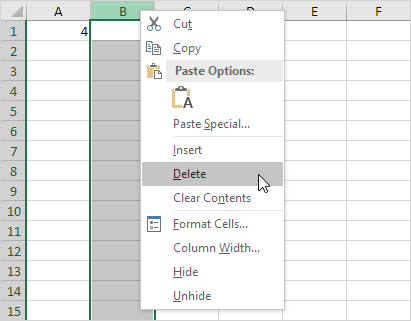 A B C D E F
1 4 Cut
2 Copy
3 Paste Options:
4
5 Paste Special...
6
7 Insert
8 Delete
9 Clear Contents
10 Format Cells...
11
12 Column Width...
13 Hide
14 Unhide
15